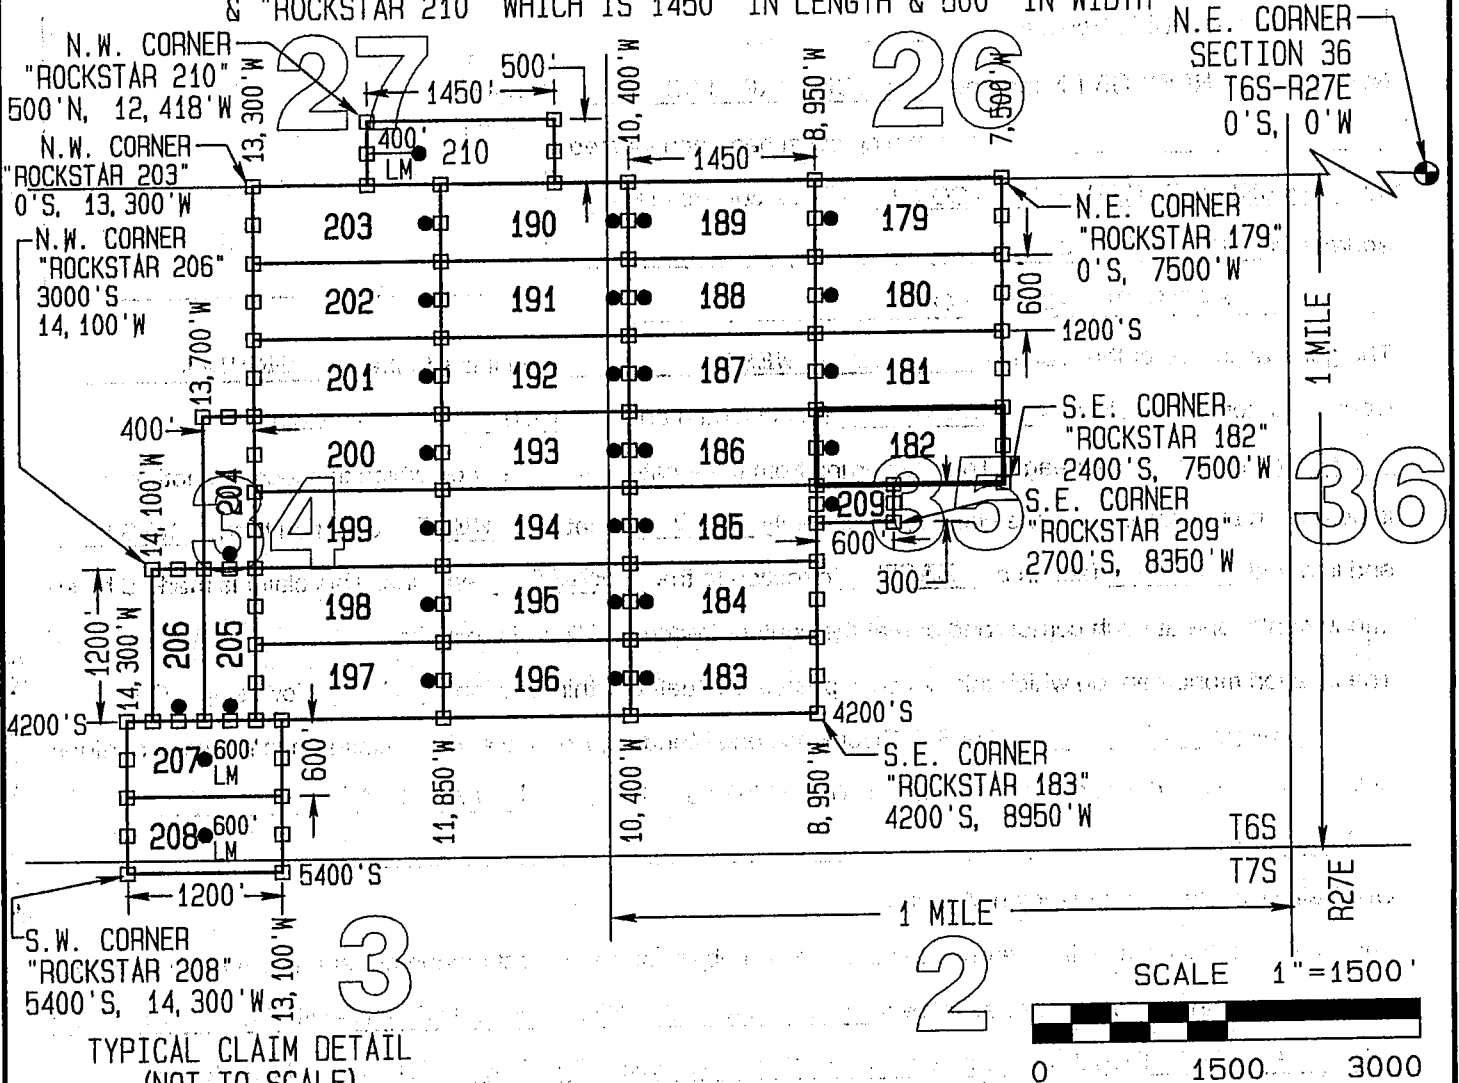 & "ROCKSTAR 210" WHICH IS 1450' IN LENGTH & 500' IN WIDTH
N.W. CORNER
"ROCKSTAR 210"
500'N, 12,418'W
N.W. CORNER
"ROCKSTAR 203"
0'S, 13,300'W
N.W. CORNER
"ROCKSTAR 206"
3000'S
14,100'W
13,300'W.
27
1450'
500'
400'
LM
210
10,400'W.
8,950'W.
26
7,500'W.
N.E. CORNER
SECTION 36
T6S-R27E
0'S, 0'W
1450'
203
190
189
179
N.E. CORNER
"ROCKSTAR 179"
0'S, 7500'W
202
191
188
180
600'
1200'S
1 MILE
13,700'W.
201
192
187
181
400'
200
193
186
182
S.E. CORNER
"ROCKSTAR 182"
2400'S, 7500'W
14,100'W.
34
204
199
194
185
209
35
36
600'
300'
S.E. CORNER
"ROCKSTAR 209"
2700'S, 8350'W
1200'
14,300'W.
206
205
198
195
184
197
196
183
4200'S
4200'S
207
600'
LM
600'
208
600'
LM
11,850'W.
10,400'W.
8,950'W.
S.E. CORNER
"ROCKSTAR 183"
4200'S, 8950'W
T6S
T7S
R27E
5400'S
1200'
1 MILE
S.W. CORNER
"ROCKSTAR 208"
5400'S, 14,300'W
13,100'W.
3
2
SCALE 1"=1500'
0 1500 3000
TYPICAL CLAIM DETAIL
(NOT TO SCALE)